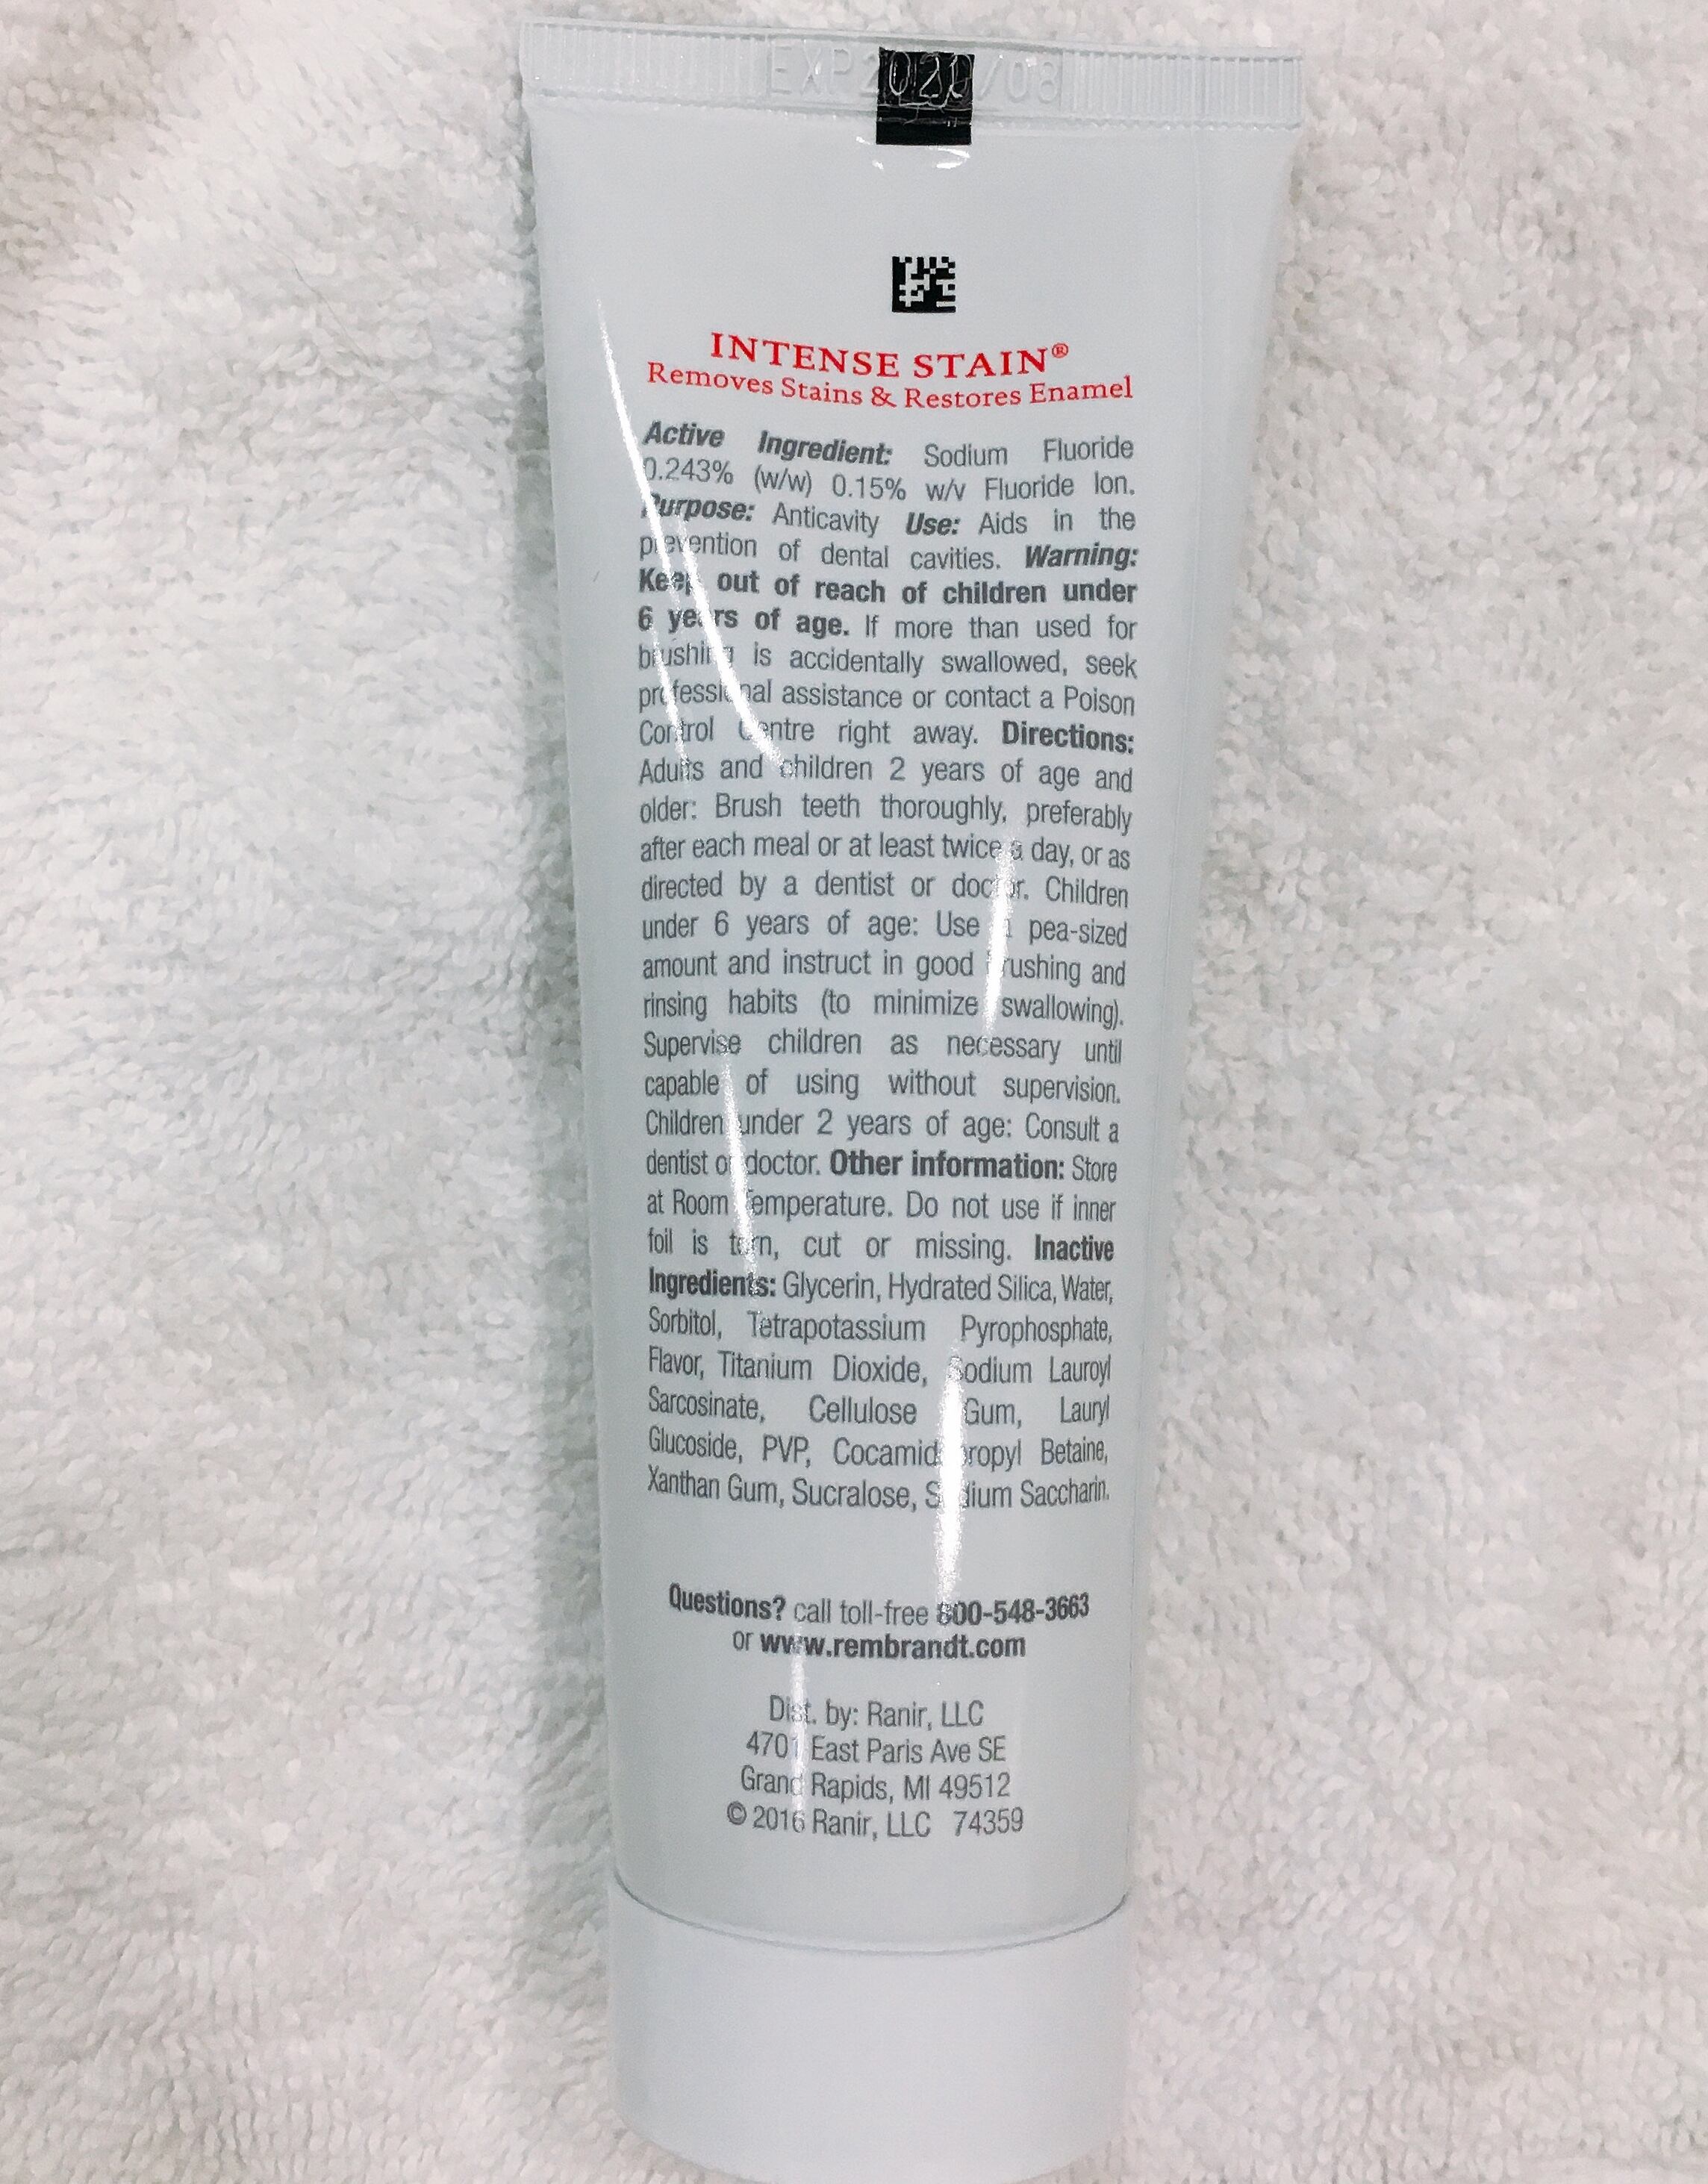 EXP2020/08
INTENSE STAIN®
Removes Stains & Restores Enamel
Active Ingredient: Sodium Fluoride
0.243% (w/w) 0.15% w/v Fluoride Ion.
Purpose: Anticavity Use: Aids in the
prevention of dental cavities. Warning:
Keep out of reach of children under
6 years of age. If more than used for
brushing is accidentally swallowed, seek
professional assistance or contact a Poison
Control Centre right away. Directions:
Adults and children 2 years of age and
older: Brush teeth thoroughly, preferably
after each meal or at least twice a day, or as
directed by a dentist or doctor. Children
under 6 years of age: Use a pea-sized
amount and instruct in good brushing and
rinsing habits (to minimize swallowing).
Supervise children as necessary until
capable of using without supervision.
Children under 2 years of age: Consult a
dentist or doctor. Other information: Store
at Room Temperature. Do not use if inner
foil is torn, cut or missing. Inactive
Ingredients: Glycerin, Hydrated Silica, Water,
Sorbitol, Tetrapotassium Pyrophosphate,
Flavor, Titanium Dioxide, Sodium Lauroyl
Sarcosinate, Cellulose Gum, Lauryl
Glucoside, PVP, Cocamidopropyl Betaine,
Xanthan Gum, Sucralose, Sodium Saccharin.
Questions? call toll-free 800-548-3663
or www.rembrandt.com
Dist. by: Ranir, LLC
4701 East Paris Ave SE
Grand Rapids, MI 49512
© 2016 Ranir, LLC 74359